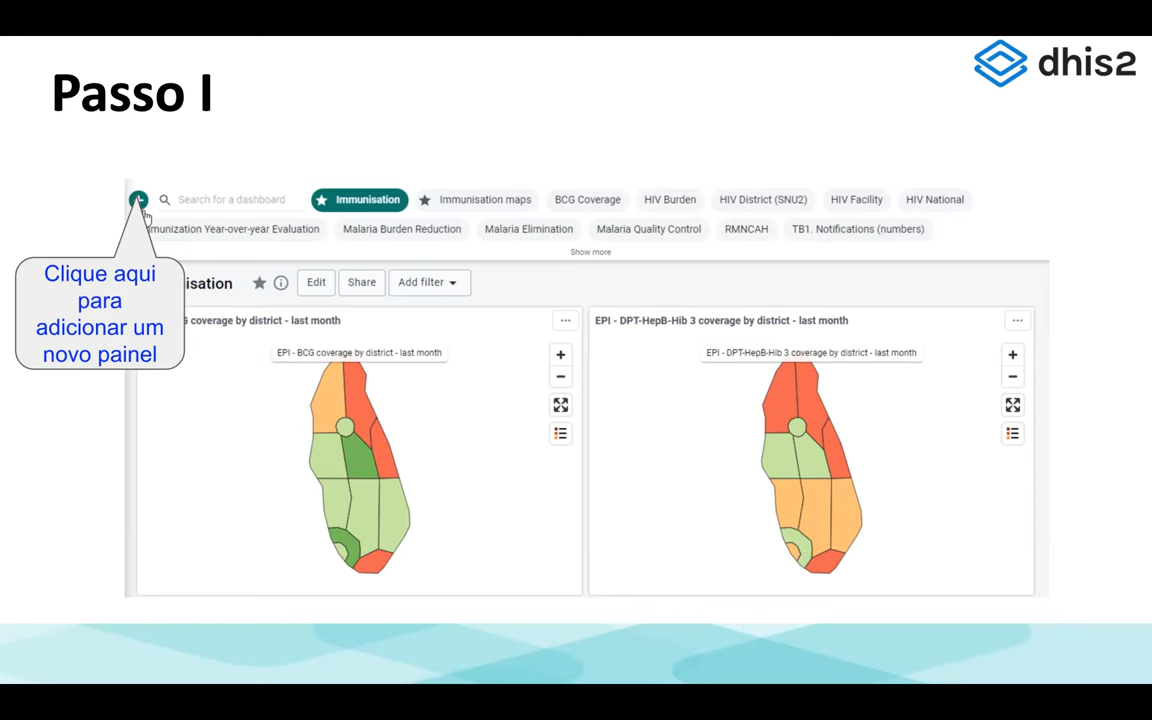 dhis2
Passo I
Search for a dashboard
Immunisation
Immunisation maps
BCG Coverage
HIV Burden
HIV District (SNU2)
HIV Facility
HIV National
Year-over-year Evaluation
Malaria Burden Reduction
Malaria Elimination
Malaria Quality Control
RMNCAH
TB1. Notifications (numbers)
Show more
Clique aqui
para
adicionar um
novo painel
Edit
Share
Add filter
coverage by district - last month
EPI - DPT-HepB-Hib 3 coverage by district - last month
EPI - BCG coverage by district - last month
EPI - DPT-HepB-Hib 3 coverage by district - last month